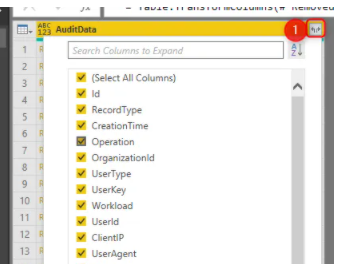 = Table.TransformColumns(# Removed
ABC 123 AuditData 1
1 Search Columns to Expand
2
3 (Select All Columns)
4 Id
RecordType
5 CreationTime
6 Operation
7 OrganizationId
8 UserType
9 UserKey
10 Workload
11 UserId
12 ClientIP
13 UserAgent